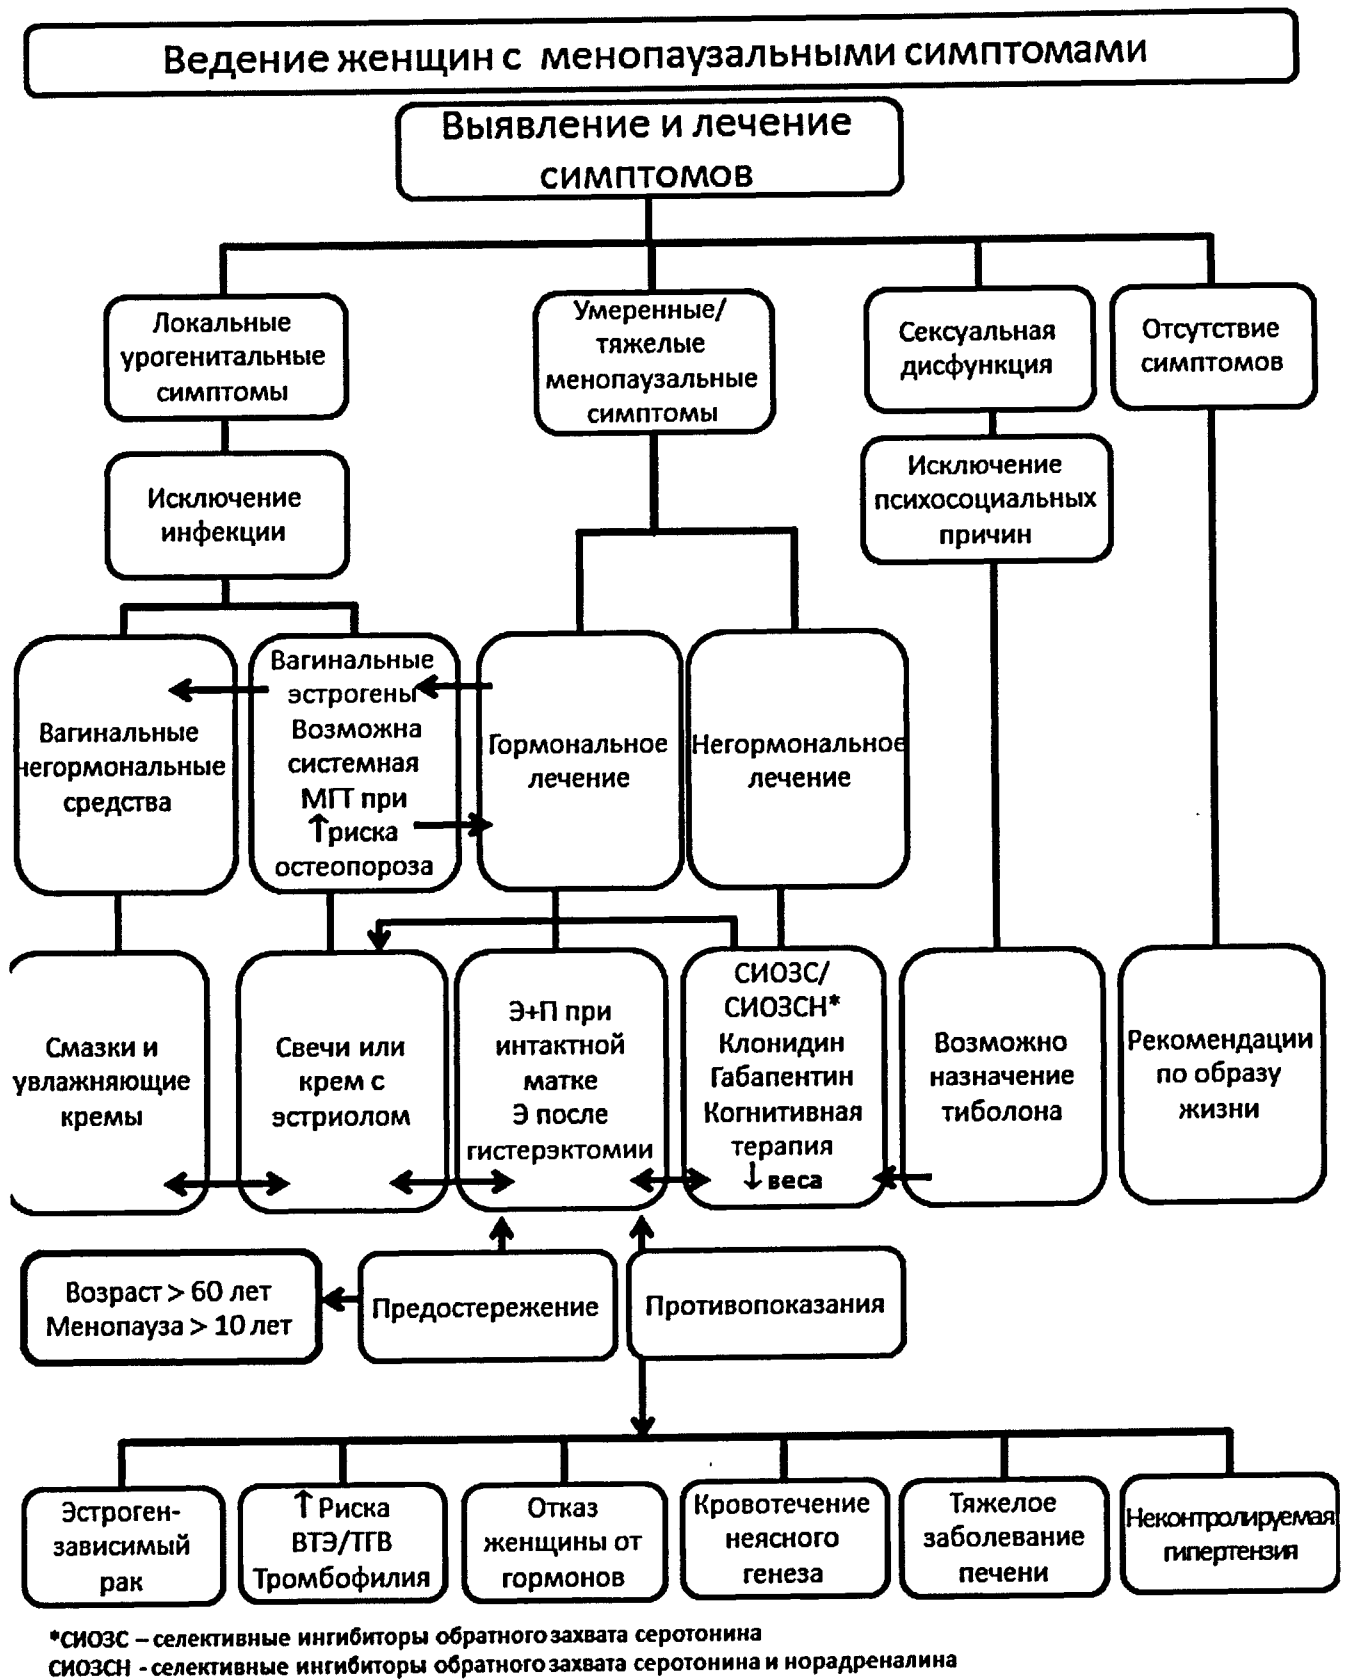 Ведение женщин с менопаузальными симптомами
Выявление и лечение
симптомов
Локальные
урогенитальные
симптомы
Умеренные/
тяжелые
менопаузальные
симптомы
Сексуальная
дисфункция
Отсутствие
симптомов
Исключение
инфекции
Исключение
психосоциальных
причин
Вагинальные
негормональные
средства
Вагинальные
эстрогены
Возможна
системная
МГТ при
↑риска
остеопороза
Гормональное
лечение
Негормональное
лечение
Смазки и
увлажняющие
кремы
Свечи или
крем с
эстриолом
Э+П при
интактной
матке
Э после
гистерэктомии
СИОЗС/
СИОЗСН*
Клонидин
Габапентин
Когнитивная
терапия
↓веса
Возможно
назначение
тиболона
Рекомендации
по образу
жизни
Возраст > 60 лет
Менопауза > 10 лет
Предостережение
Противопоказания
Эстроген-
зависимый
рак
↑Риска
ВТЭ/ТГВ
Тромбофилия
Отказ
женщины от
гормонов
Кровотечение
неясного
генеза
Тяжелое
заболевание
печени
Неконтролируемая
гипертензия
*СИОЗС – селективные ингибиторы обратного захвата серотонина
СИОЗСН - селективные ингибиторы обратного захвата серотонина и норадреналина